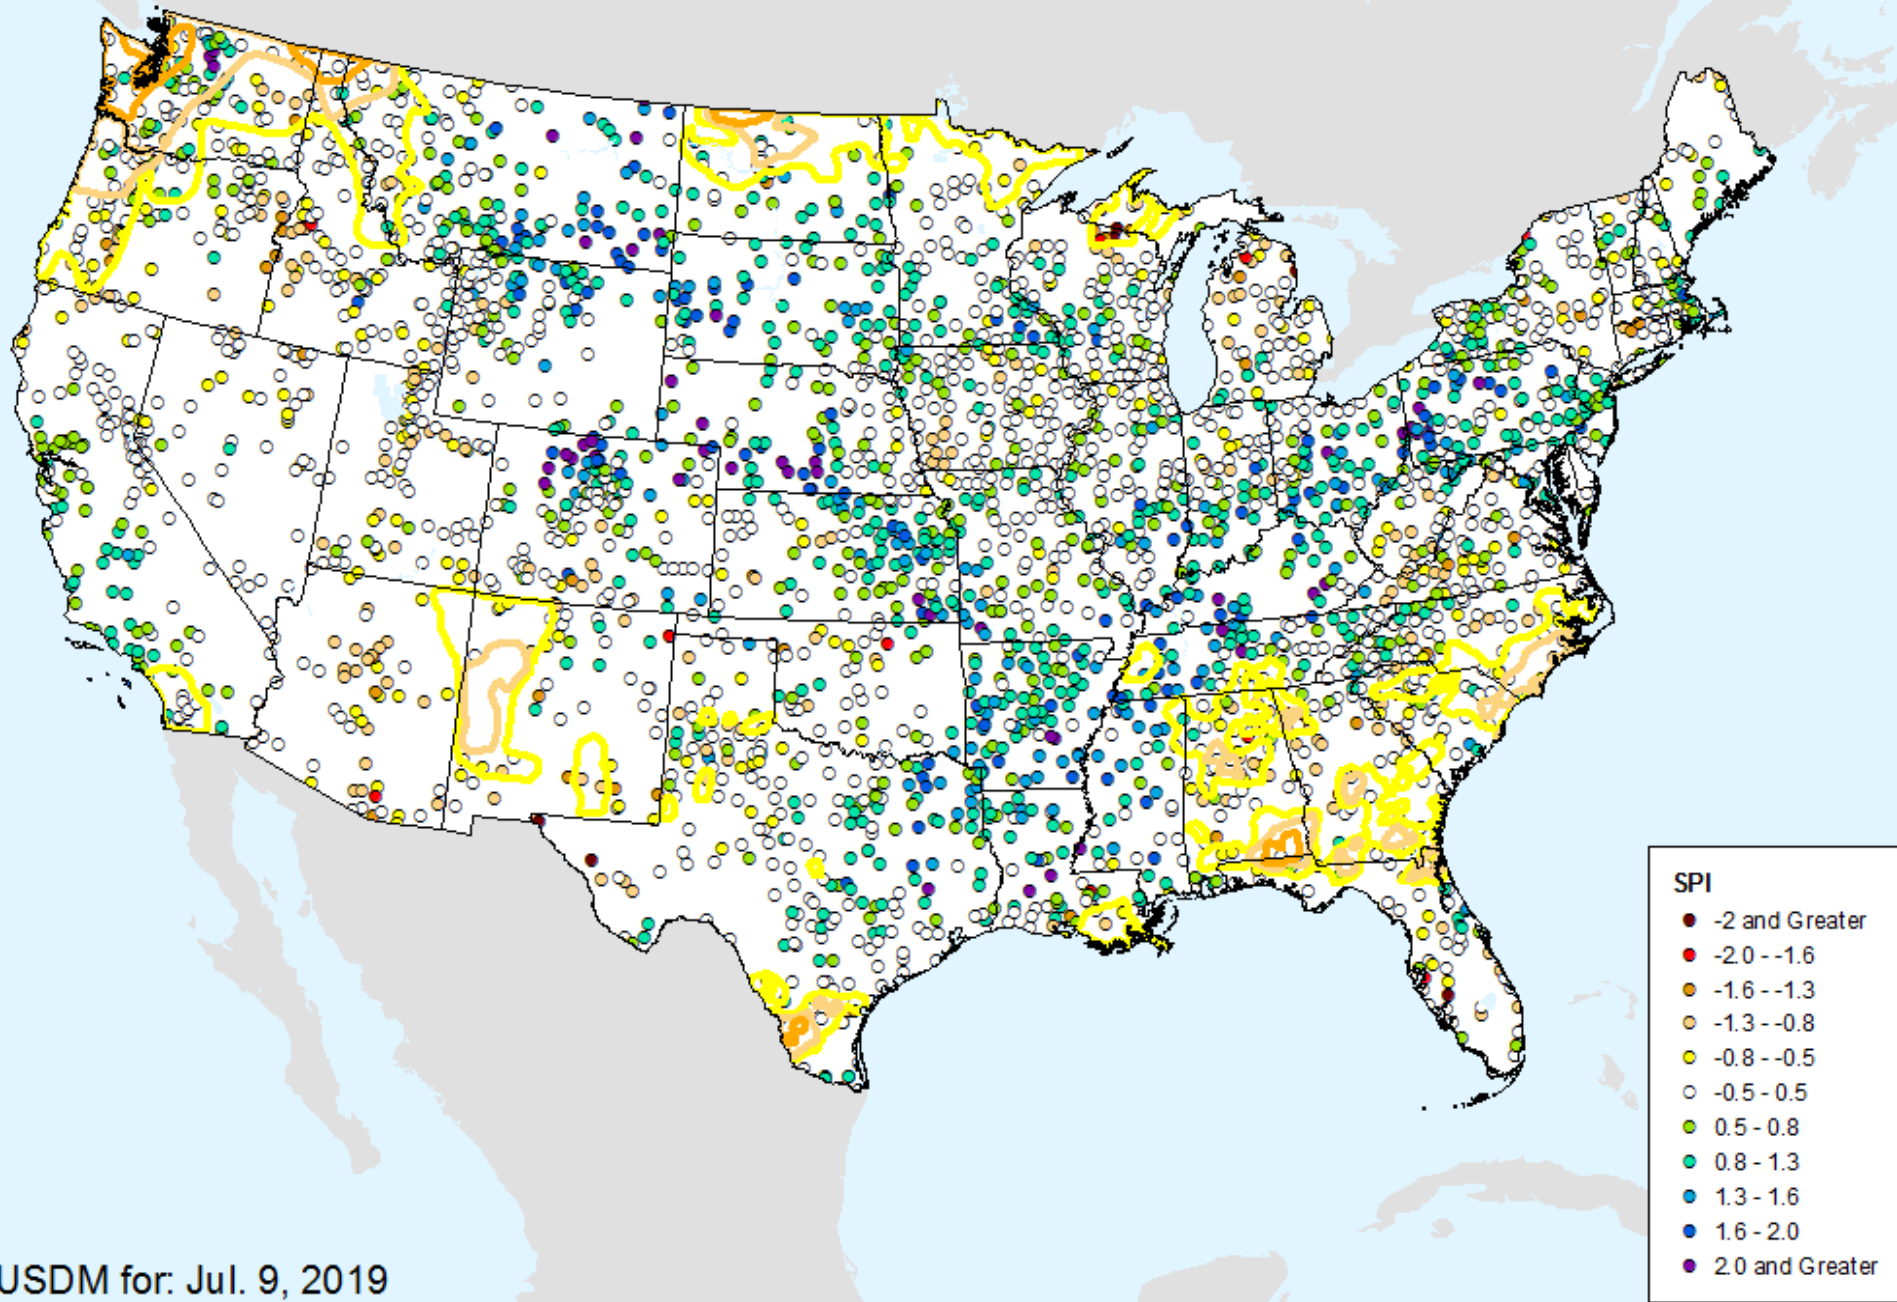 SPI
-2 and Greater
-2.0 - -1.6
-1.6 - -1.3
-1.3 - -0.8
-0.8 - -0.5
-0.5 - 0.5
0.5 - 0.8
0.8 - 1.3
1.3 - 1.6
1.6 - 2.0
2.0 and Greater
USDM for: Jul. 9, 2019